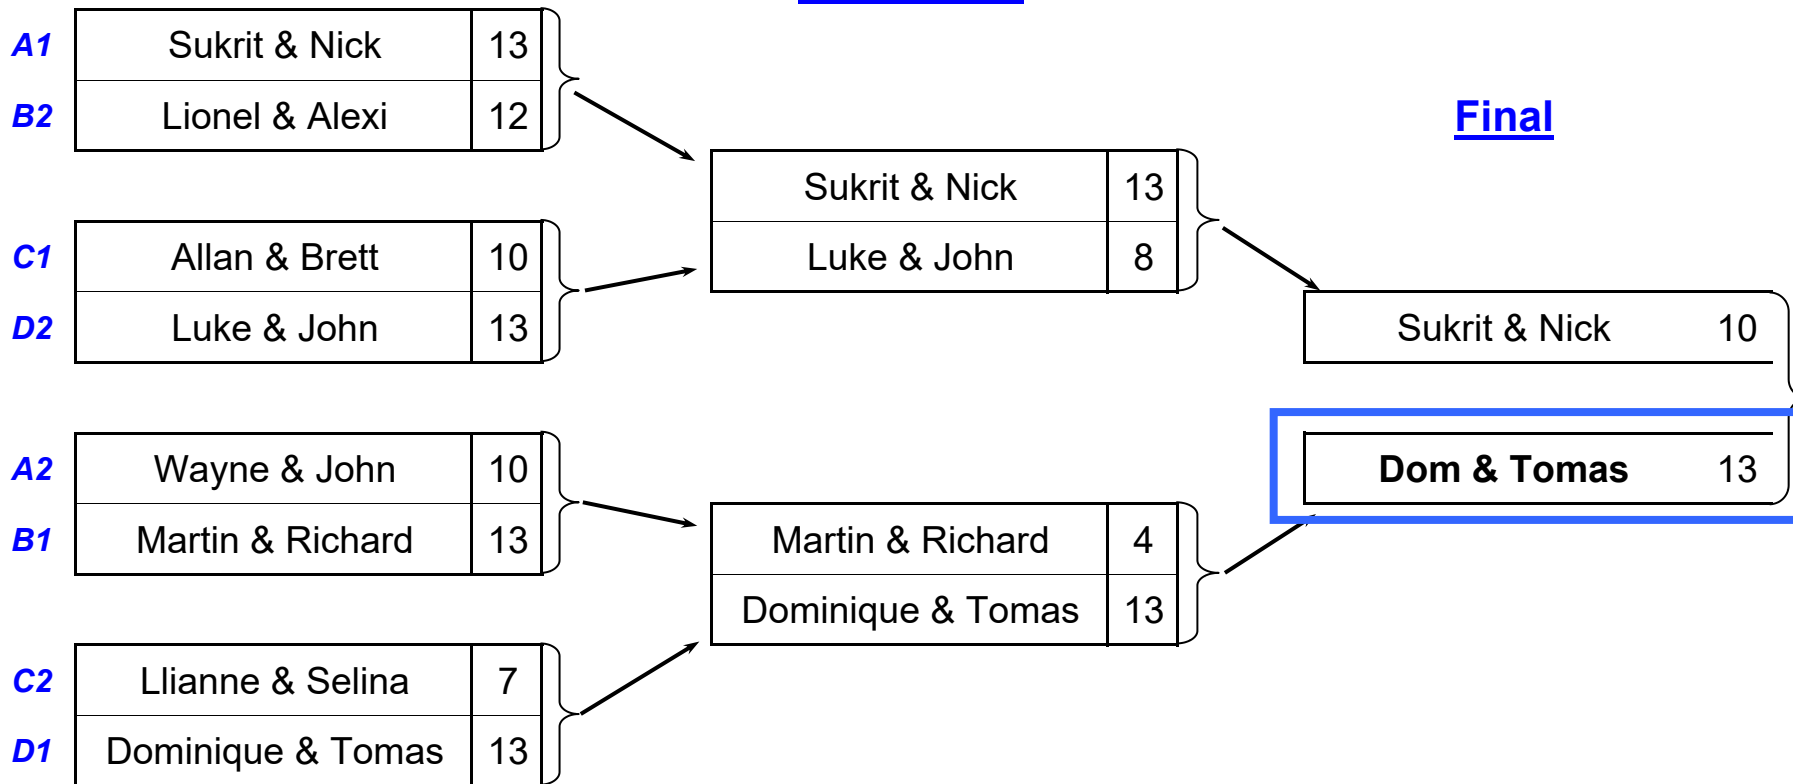 A1 Sukrit & Nick 13
B2 Lionel & Alexi 12
C1 Allan & Brett 10
D2 Luke & John 13
A2 Wayne & John 10
B1 Martin & Richard 13
C2 Llianne & Selina 7
D1 Dominique & Tomas 13
Sukrit & Nick 13
Luke & John 8
Martin & Richard 4
Dominique & Tomas 13
Final
Sukrit & Nick 10
Dom & Tomas 13